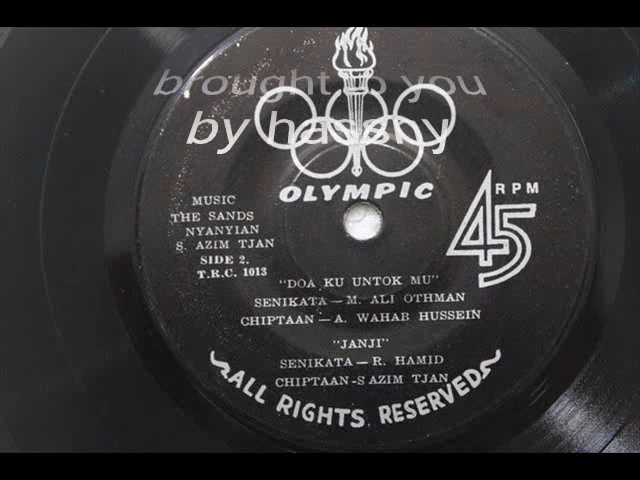 brought to you
by hasshy
OLYMPIC
45 RPM
MUSIC
THE SANDS
NYANYIAN
S. AZIM TJAN
SIDE 2.
T.R.C. 1013
"DOA KU UNTOK MU"
SENIKATA — M. ALI OTHMAN
CHIPTAAN — A. WAHAB HUSSEIN
"JANJI"
SENIKATA — R. HAMID
CHIPTAAN-S AZIM TJAN
ALL RIGHTS RESERVED